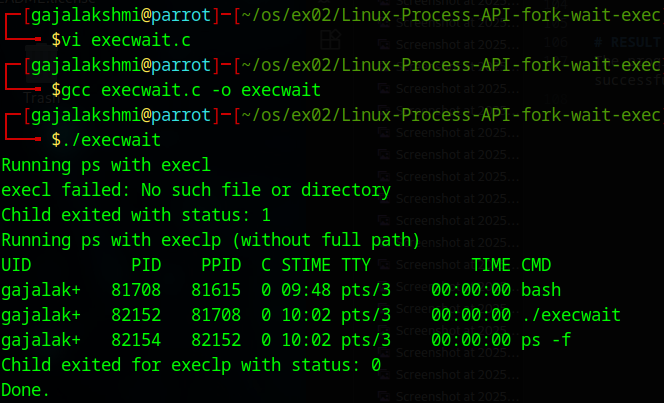 ┌─[gajalakshmi@parrot]─[~/os/ex02/Linux-Process-API-fork-wait-exec
└──╼ $vi execwait.c
┌─[gajalakshmi@parrot]─[~/os/ex02/Linux-Process-API-fork-wait-exec
└──╼ $gcc execwait.c -o execwait
┌─[gajalakshmi@parrot]─[~/os/ex02/Linux-Process-API-fork-wait-exec
└──╼ $./execwait
Running ps with execl
execl failed: No such file or directory
Child exited with status: 1
Running ps with execlp (without full path)
UID          PID    PPID  C STIME TTY          TIME CMD
gajalak+   81708   81615  0 09:48 pts/3    00:00:00 bash
gajalak+   82152   81708  0 10:02 pts/3    00:00:00 ./execwait
gajalak+   82154   82152  0 10:02 pts/3    00:00:00 ps -f
Child exited for execlp with status: 0
Done.